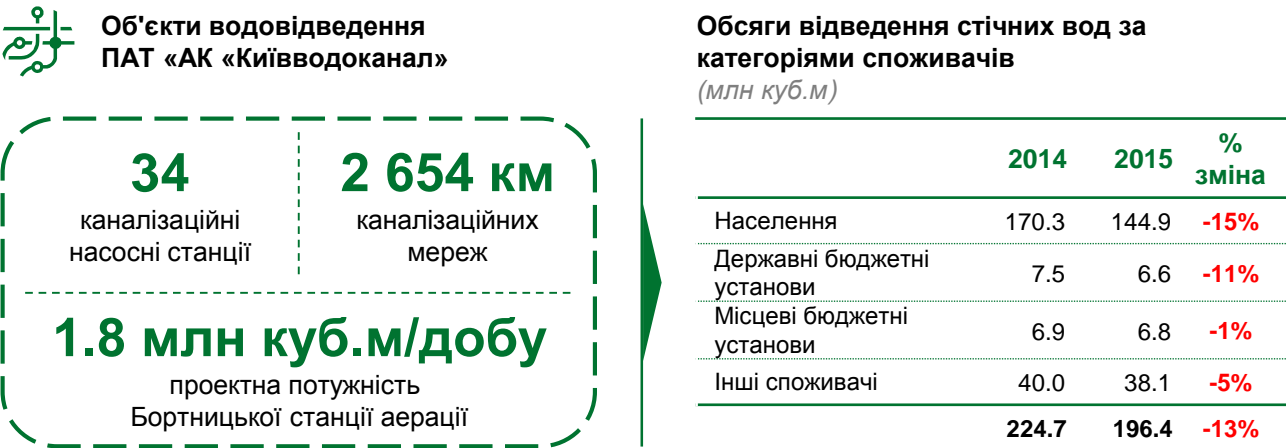 Об'єкти водовідведення
ПАТ «АК «Київводоканал»
34
каналізаційні
насосні станції
2 654 км
каналізаційних
мереж
1.8 млн куб.м/добу
проектна потужність
Бортницької станції аерації
Обсяги відведення стічних вод за
категоріями споживачів
(млн куб.м)
2014 2015 % зміна
Населення 170.3 144.9 -15%
Державні бюджетні
установи 7.5 6.6 -11%
Місцеві бюджетні
установи 6.9 6.8 -1%
Інші споживачі 40.0 38.1 -5%
224.7 196.4 -13%